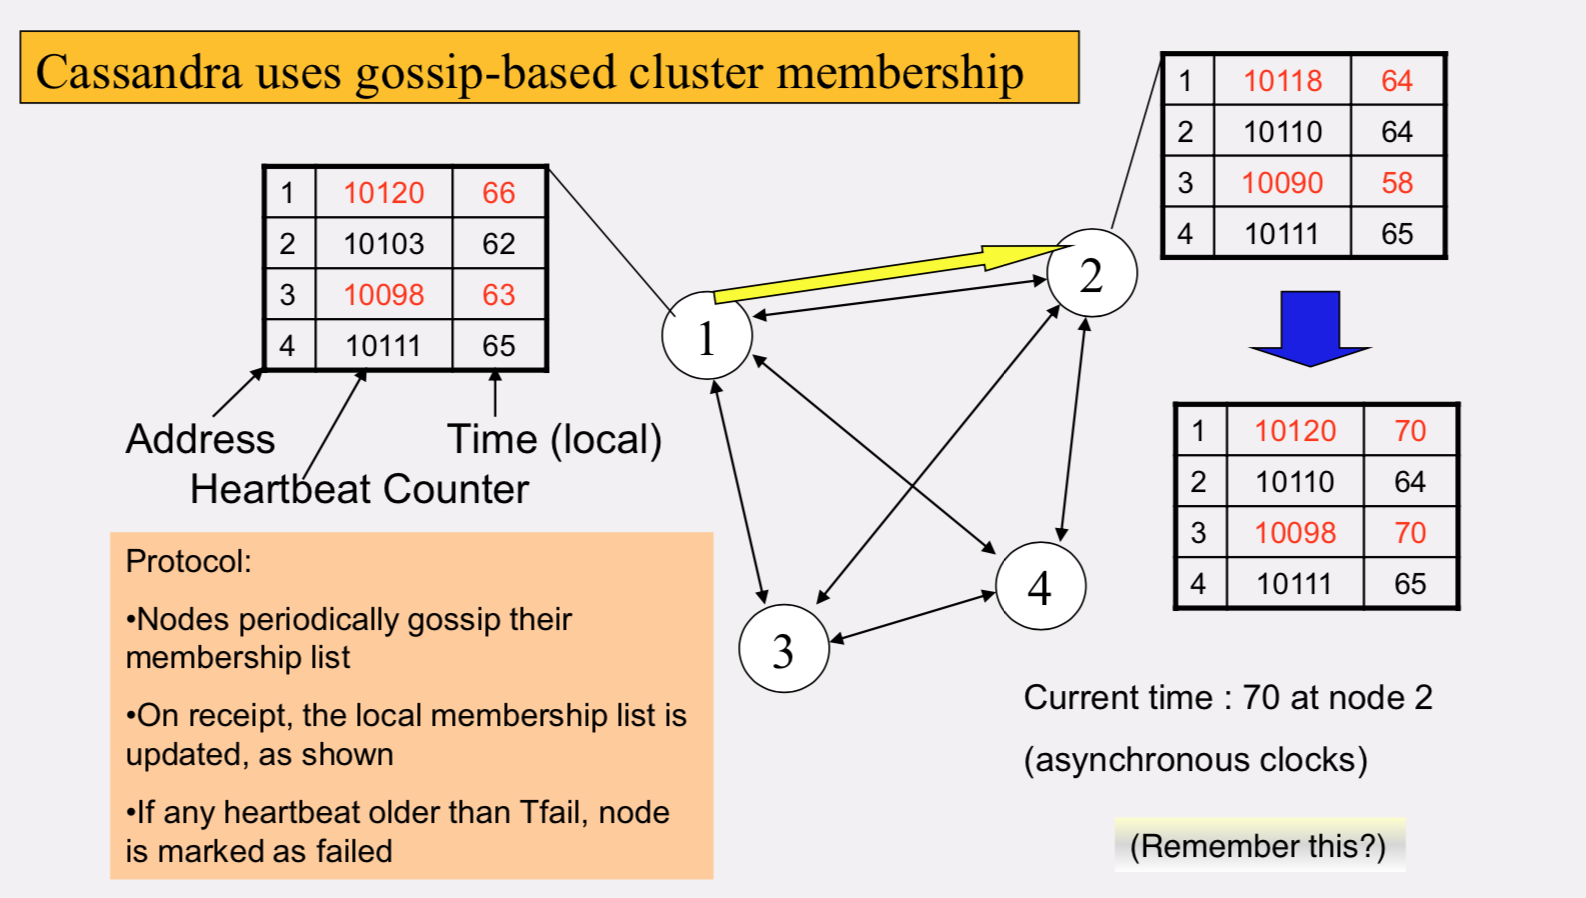 Cassandra uses gossip-based cluster membership
1 10118 64
2 10110 64
3 10090 58
4 10111 65
1 10120 66
2 10103 62
3 10098 63
4 10111 65
Address
Time (local)
Heartbeat Counter
1
2
3
4
1 10120 70
2 10110 64
3 10098 70
4 10111 65
Protocol:
•Nodes periodically gossip their
membership list
•On receipt, the local membership list is
updated, as shown
•If any heartbeat older than Tfail, node
is marked as failed
Current time : 70 at node 2
(asynchronous clocks)
(Remember this?)